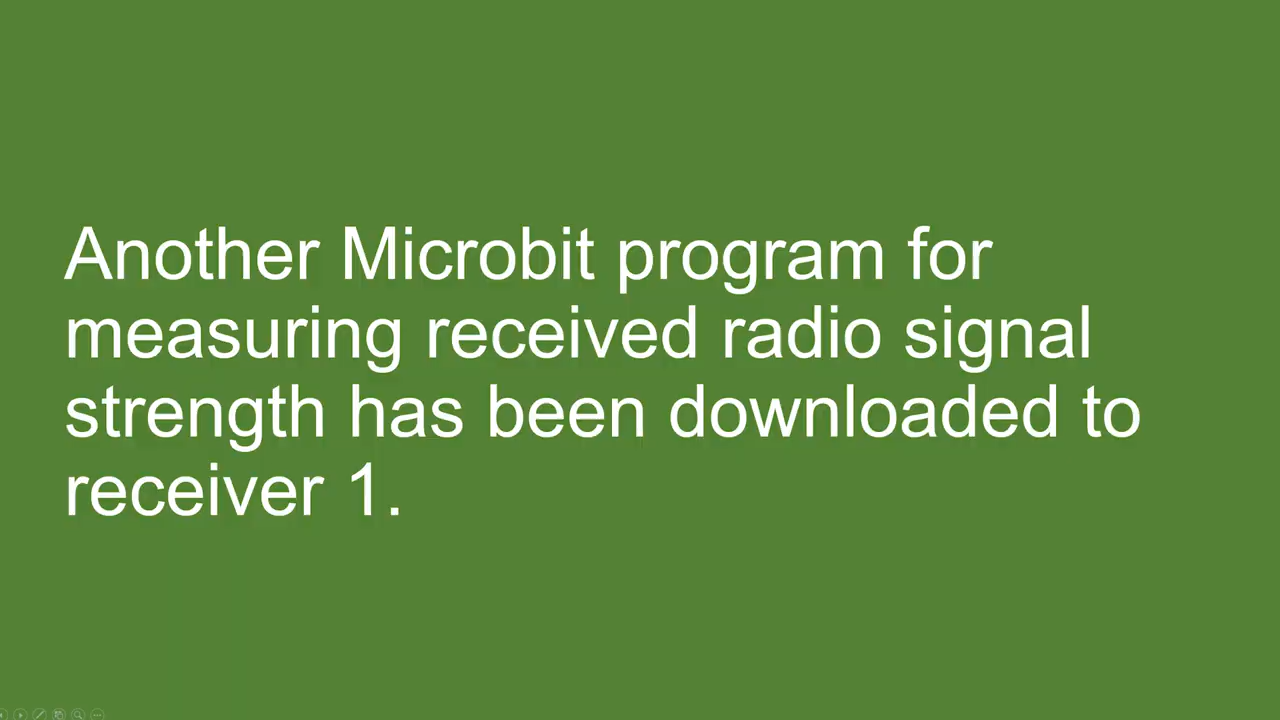 Another Microbit program for
measuring received radio signal
strength has been downloaded to
receiver 1.